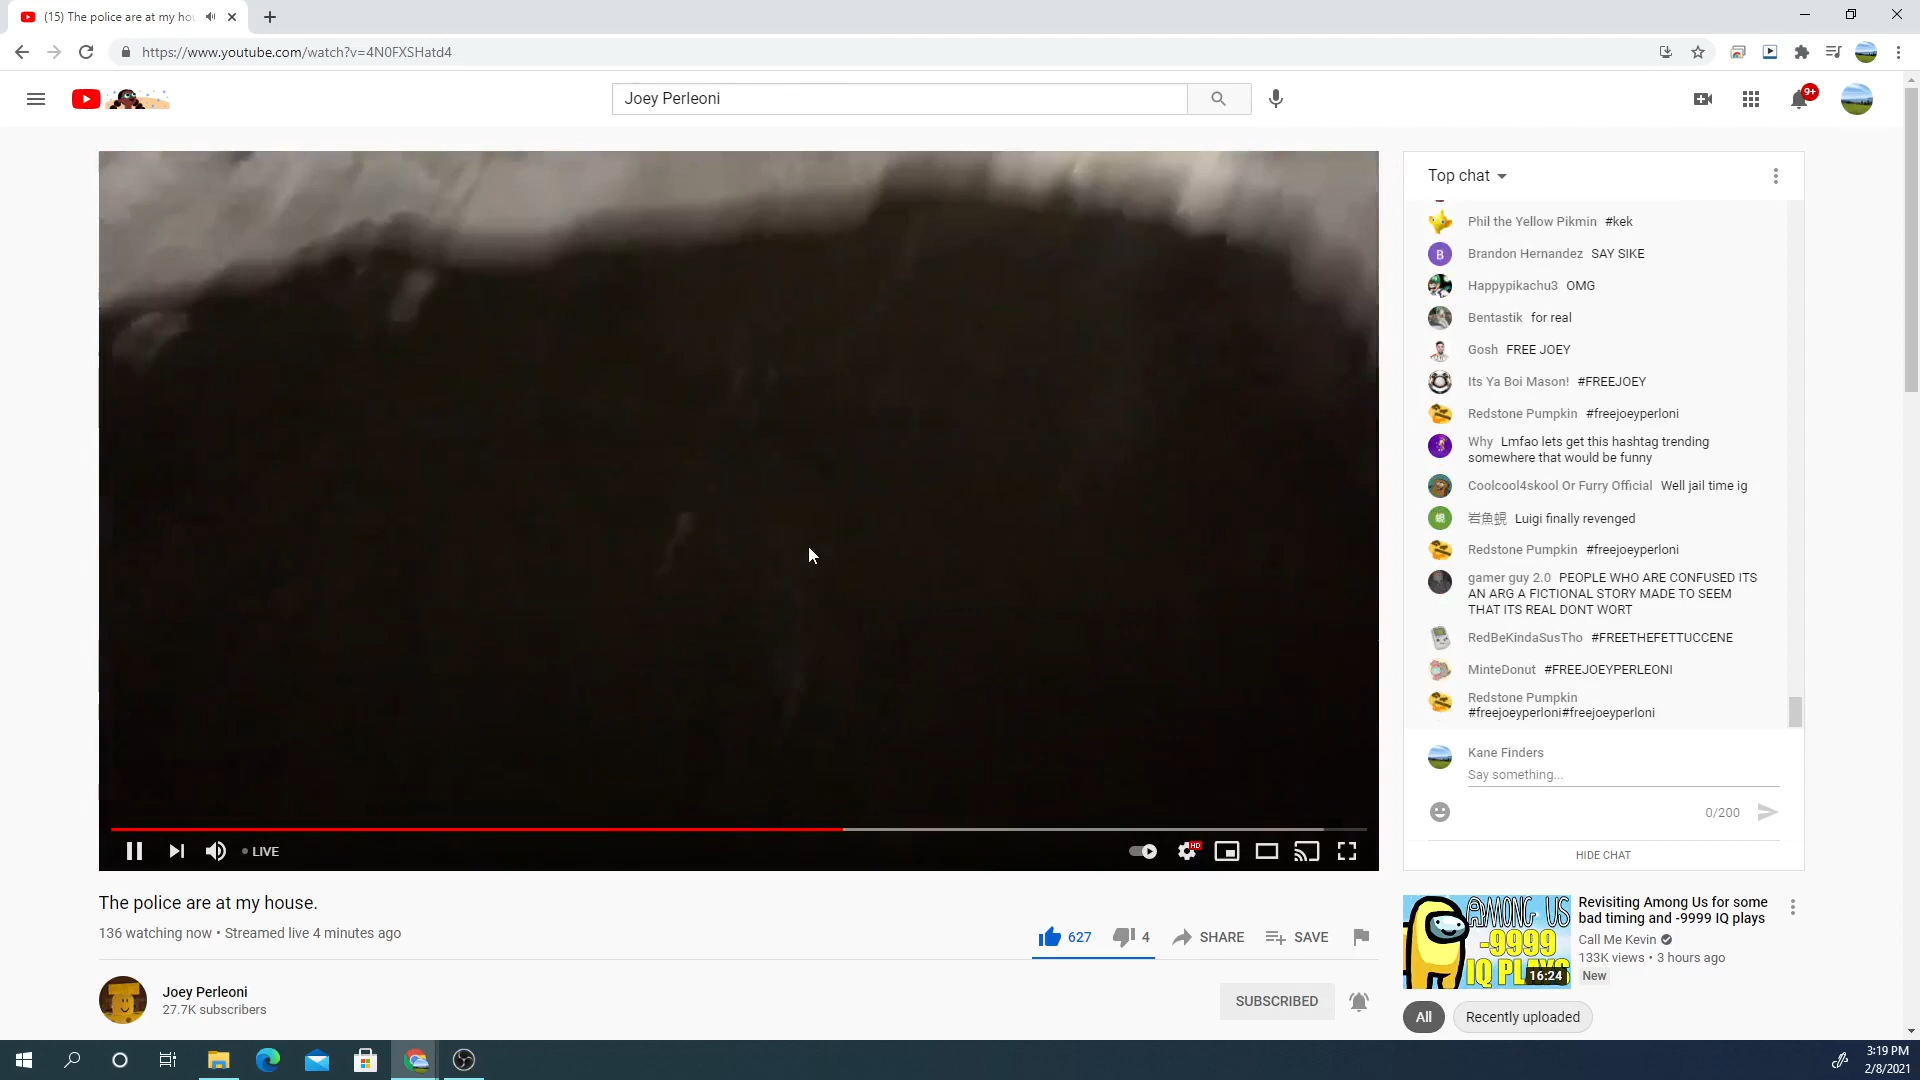 (15) The police are at my hou
https://www.youtube.com/watch?v=4N0FXSHatd4
Joey Perleoni
9+
Top chat
Phil the Yellow Pikmin #kek
Brandon Hernandez SAY SIKE
Happypikachu3 OMG
Bentastik for real
Gosh FREE JOEY
Its Ya Boi Mason! #FREEJOEY
Redstone Pumpkin #freejoeyperloni
Why Lmfao lets get this hashtag trending
somewhere that would be funny
Coolcool4skool Or Furry Official Well jail time ig
岩魚蜆 Luigi finally revenged
Redstone Pumpkin #freejoeyperloni
gamer guy 2.0 PEOPLE WHO ARE CONFUSED ITS
AN ARG A FICTIONAL STORY MADE TO SEEM
THAT ITS REAL DONT WORT
RedBeKindaSusTho #FREETHEFETTUCCENE
MinteDonut #FREEJOEYPERLEONI
Redstone Pumpkin
#freejoeyperloni#freejoeyperloni
Kane Finders
Say something...
0/200
HIDE CHAT
LIVE
HD
The police are at my house.
136 watching now • Streamed live 4 minutes ago
627
4
SHARE
SAVE
Joey Perleoni
27.7K subscribers
SUBSCRIBED
AMONG US
-9999
IQ PLAYS
16:24
Revisiting Among Us for some
bad timing and -9999 IQ plays
Call Me Kevin
133K views • 3 hours ago
New
All
Recently uploaded
3:19 PM
2/8/2021